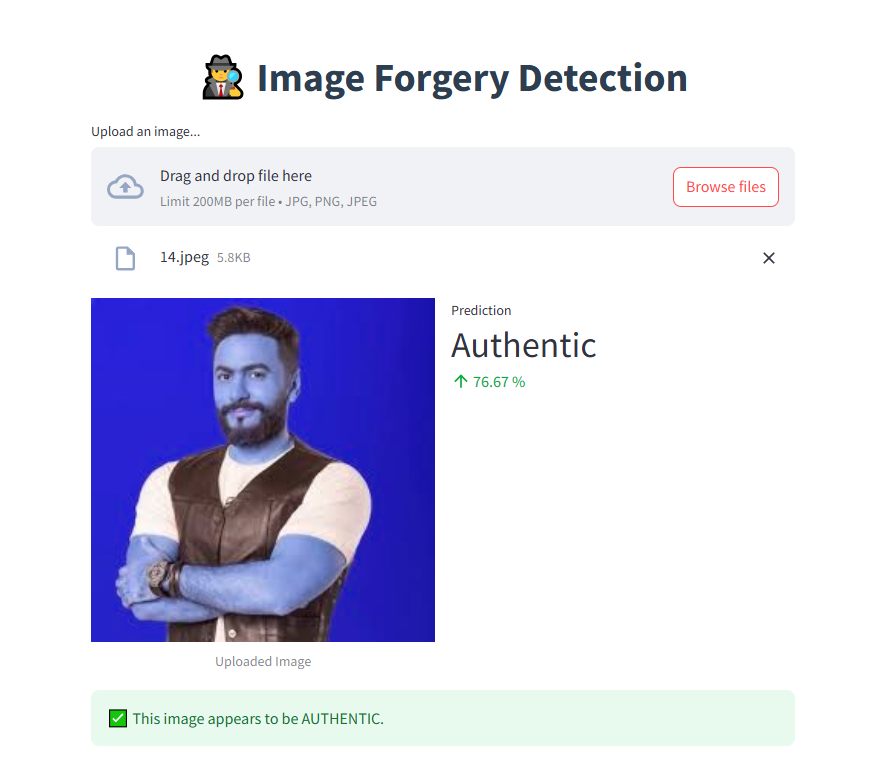 Image Forgery Detection
Upload an image...
Drag and drop file here
Limit 200MB per file • JPG, PNG, JPEG
Browse files
14.jpeg 5.8KB
Prediction
Authentic
↑ 76.67 %
Uploaded Image
This image appears to be AUTHENTIC.